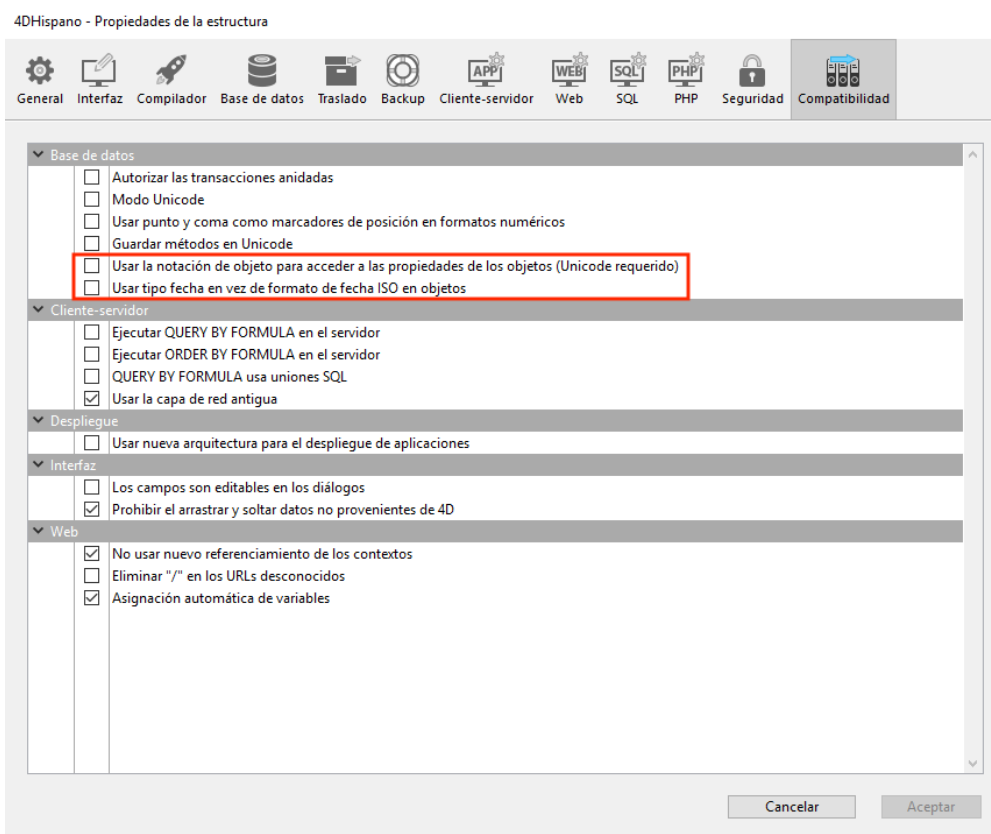 4DHispano - Propiedades de la estructura
General Interfaz Compilador Base de datos Traslado Backup Cliente-servidor Web SQL PHP Seguridad Compatibilidad
APP WEB SQL PHP
Base de datos
Autorizar las transacciones anidadas
Modo Unicode
Usar punto y coma como marcadores de posición en formatos numéricos
Guardar métodos en Unicode
Usar la notación de objeto para acceder a las propiedades de los objetos (Unicode requerido)
Usar tipo fecha en vez de formato de fecha ISO en objetos
Cliente-servidor
Ejecutar QUERY BY FORMULA en el servidor
Ejecutar ORDER BY FORMULA en el servidor
QUERY BY FORMULA usa uniones SQL
Usar la capa de red antigua
Despliegue
Usar nueva arquitectura para el despliegue de aplicaciones
Interfaz
Los campos son editables en los diálogos
Prohibir el arrastrar y soltar datos no provenientes de 4D
Web
No usar nuevo referenciamiento de los contextos
Eliminar "/" en los URLs desconocidos
Asignación automática de variables
Cancelar Aceptar